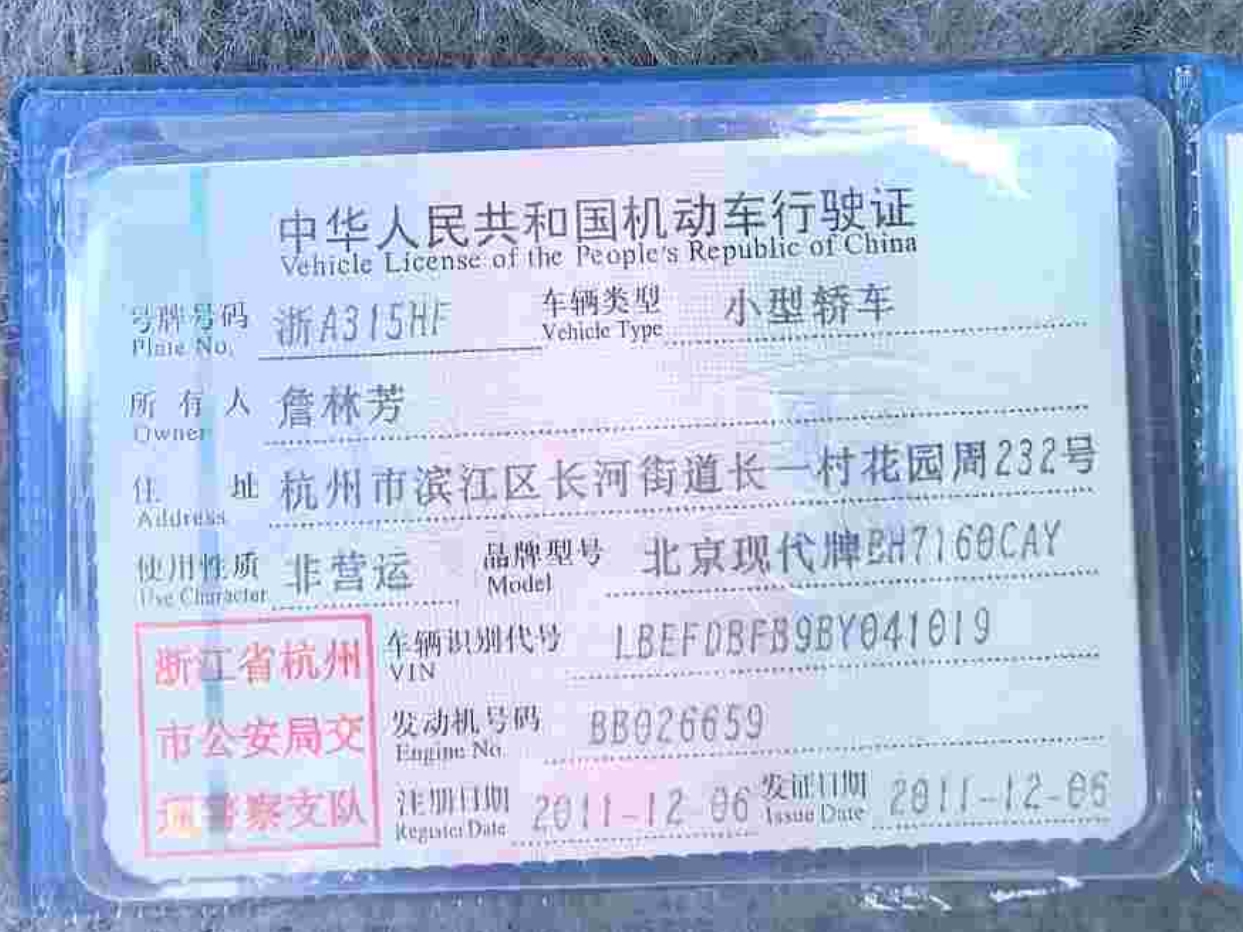 中华人民共和国机动车行驶证
Vehicle License of the People's Republic of China
号牌号码 浙A315HF 车辆类型 小型轿车
Plate No. Vehicle Type
所有人 詹林芳
Owner
住址 杭州市滨江区长河街道长一村花园周232号
Address
使用性质 非营运 品牌型号 北京现代牌BH7160CAY
Use Character Model
浙江省杭州
市公安局交
通警察支队
车辆识别代号 LBEFDBFB9BY041019
VIN
发动机号码 BB026659
Engine No.
注册日期 2011-12-06 发证日期 2011-12-06
Register Date Issue Date